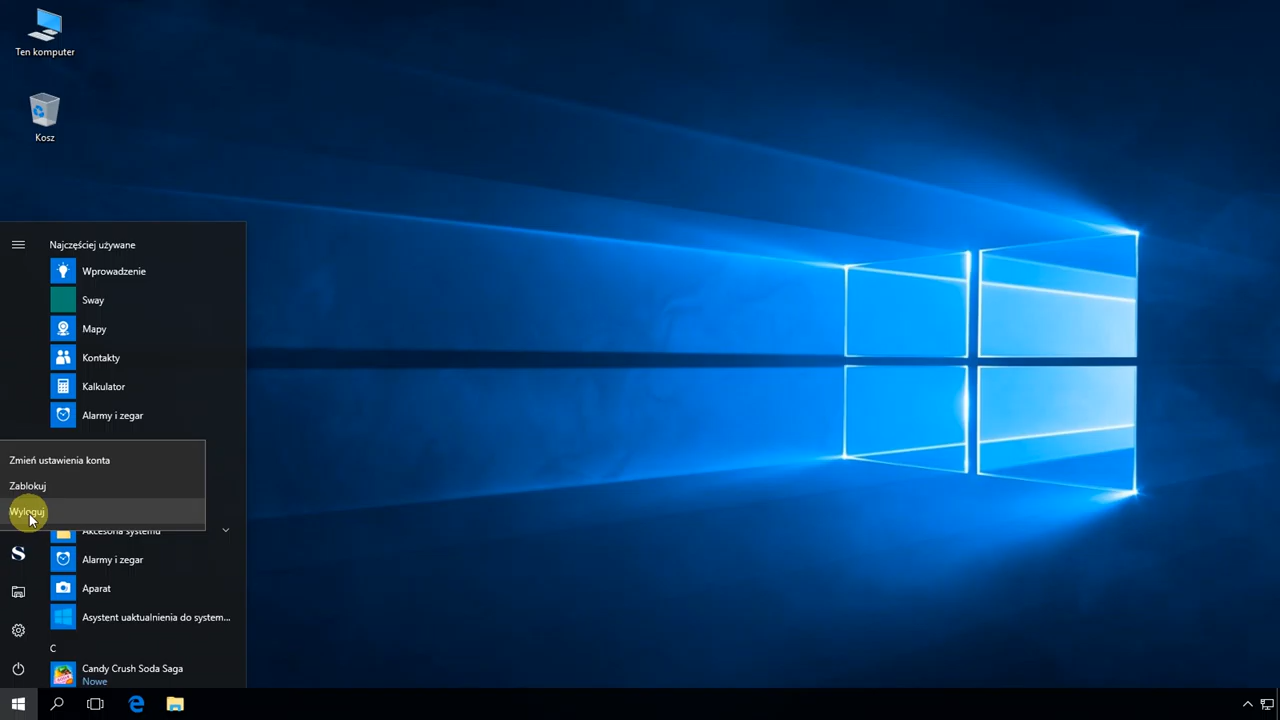 Ten komputer
Kosz
Najczęściej używane
Wprowadzenie
Sway
Mapy
Kontakty
Kalkulator
Alarmy i zegar
Zmień ustawienia konta
Zablokuj
Wyloguj
Akcesoria systemu
S
Alarmy i zegar
Aparat
Asystent uaktualnienia do system...
C
Candy Crush Soda Saga
Nowe